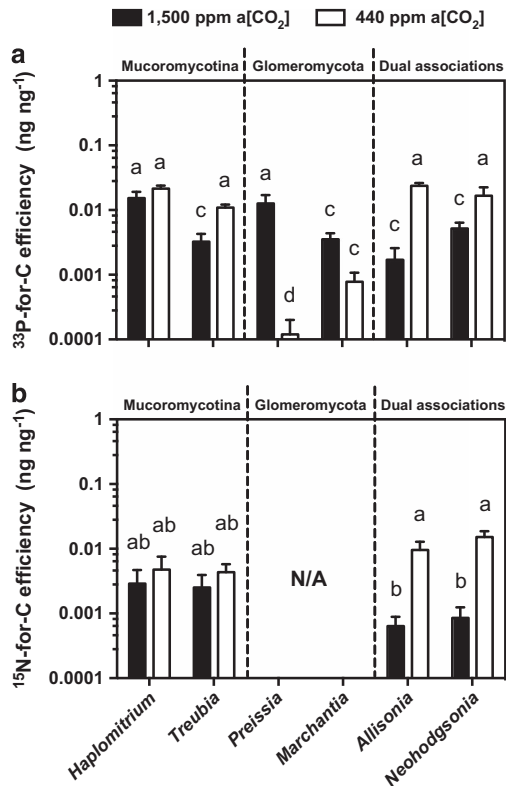 1,500 ppm a[CO₂] 440 ppm a[CO₂]
a
Mucoromycotina Glomeromycota Dual associations
³³P-for-C efficiency (ng ng⁻¹)
1
0.1
0.01
0.001
0.0001
a a c a a d c c c a c a
b
Mucoromycotina Glomeromycota Dual associations
¹⁵N-for-C efficiency (ng ng⁻¹)
1
0.1
0.01
0.001
0.0001
ab ab ab ab N/A b a b a
Haplomitrium Treubia Preissia Marchantia Allisonia Neohodgsonia